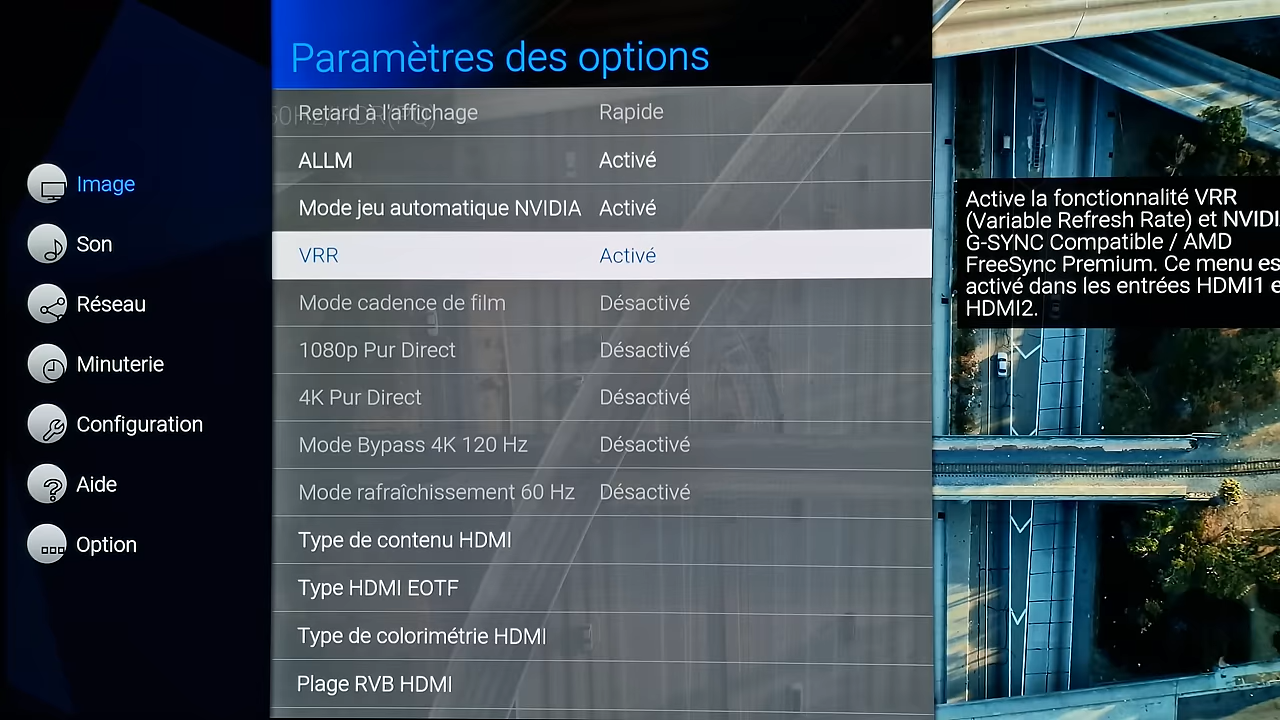 Paramètres des options
Retard à l'affichage Rapide
ALLM Activé
Mode jeu automatique NVIDIA Activé
VRR Activé
Mode cadence de film Désactivé
1080p Pur Direct Désactivé
4K Pur Direct Désactivé
Mode Bypass 4K 120 Hz Désactivé
Mode rafraîchissement 60 Hz Désactivé
Type de contenu HDMI
Type HDMI EOTF
Type de colorimétrie HDMI
Plage RVB HDMI
Image
Son
Réseau
Minuterie
Configuration
Aide
Option
Active la fonctionnalité VRR
(Variable Refresh Rate) et NVIDI
G-SYNC Compatible / AMD
FreeSync Premium. Ce menu es
activé dans les entrées HDMI1 e
HDMI2.